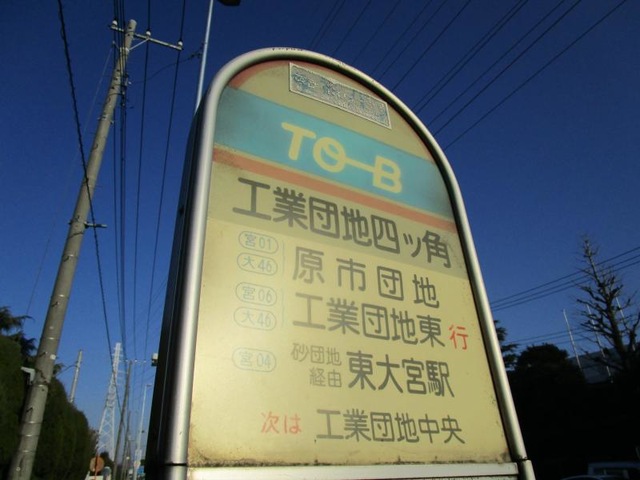 TO-B
工業団地四ッ角
宮01
大46
原市団地
宮06
大46
工業団地東 行
宮04
砂団地
経由
東大宮駅
次は 工業団地中央